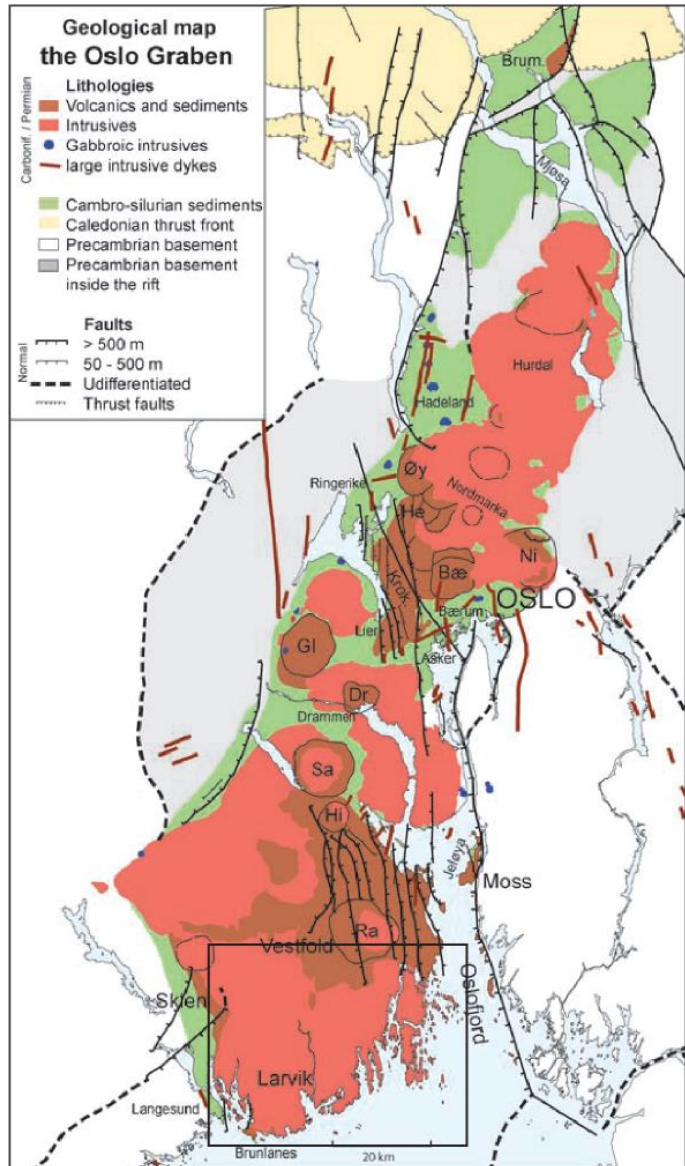 Geological map
the Oslo Graben
Carbonif. / Permian
Lithologies
Volcanics and sediments
Intrusives
Gabbroic intrusives
large intrusive dykes
Cambro-silurian sediments
Caledonian thrust front
Precambrian basement
Precambrian basement
inside the rift
Faults
Normal
> 500 m
50 - 500 m
Undifferentiated
Thrust faults
Brum.
Mjøsa
Hurdal
Hadeland
Øy
Ringerike
Nordmarka
He
Ni
Bæ
Krok.
OSLO
Bærum
Lier
Asker
Gl
Dr
Drammen
Sa
Hi
Jeløya
Moss
Ra
Vestfold
Oslofjord
Skien
Larvik
Langesund
Brunlanes
20 km